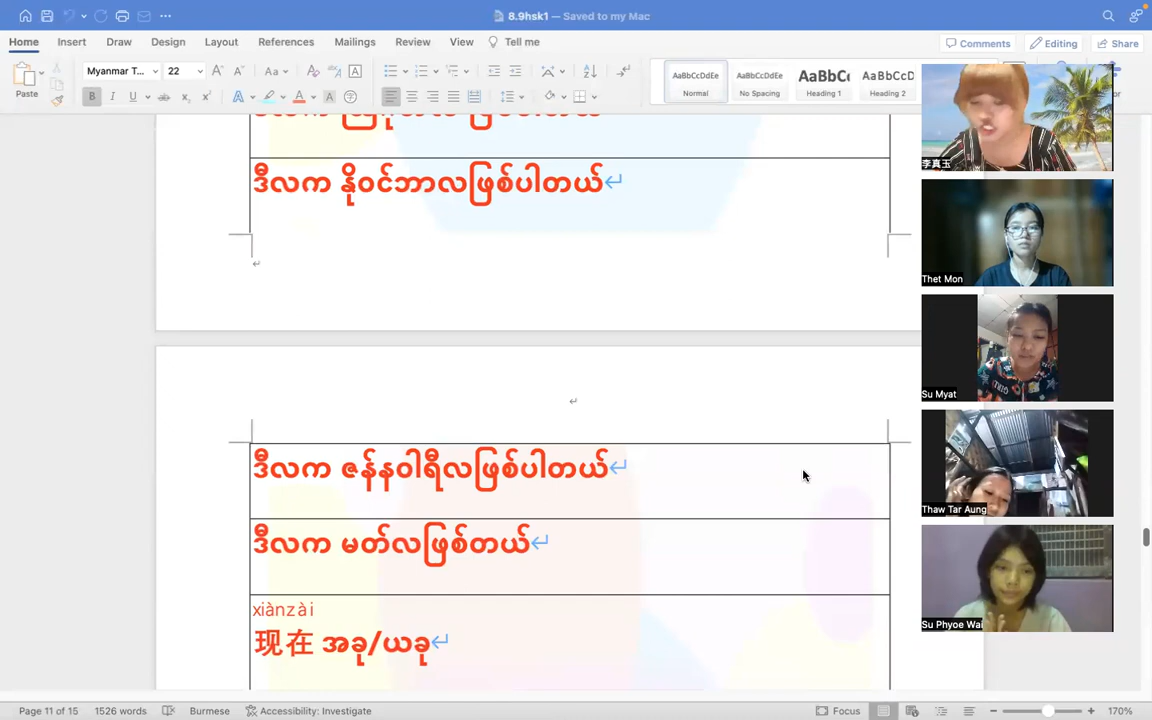 8.9hsk1 — Saved to my Mac
Home Insert Draw Design Layout References Mailings Review View Tell me
Comments Editing Share
Paste
Myanmar T... 22
AaBbCcDdEe AaBbCcDdEe AaBbC AaBbCcD
Normal No Spacing Heading 1 Heading 2
ဒီလက နိုဝင်ဘာလဖြစ်ပါတယ်
ဒီလက ဇန်နဝါရီလဖြစ်ပါတယ်
ဒီလက မတ်လဖြစ်တယ်
xiànzài
现在 အခု/ယခု
李真玉
Thet Mon
Su Myat
Thaw Tar Aung
Su Phyoe Wai
Page 11 of 15 1526 words Burmese Accessibility: Investigate Focus 170%